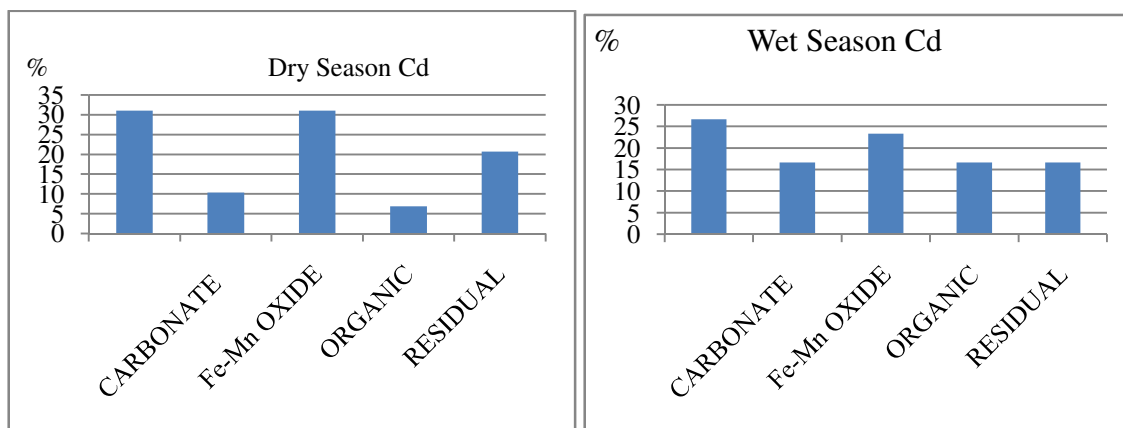 %
Dry Season Cd
35
30
25
20
15
10
5
0
CARBONATE
Fe-Mn OXIDE
ORGANIC
RESIDUAL
%
Wet Season Cd
30
25
20
15
10
5
0
CARBONATE
Fe-Mn OXIDE
ORGANIC
RESIDUAL